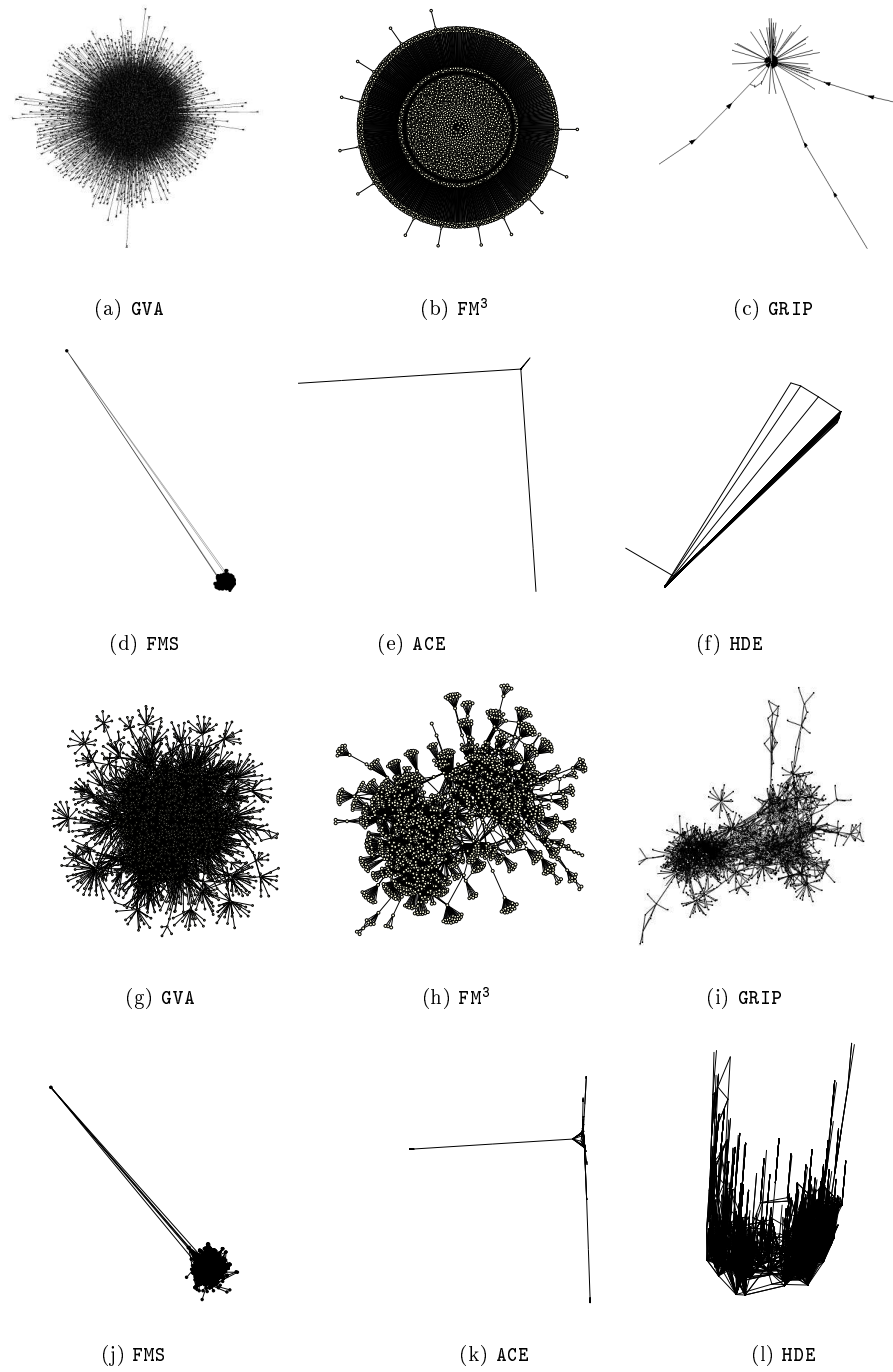 (a) GVA
(b) FM³
(c) GRIP
(d) FMS
(e) ACE
(f) HDE
(g) GVA
(h) FM³
(i) GRIP
(j) FMS
(k) ACE
(l) HDE